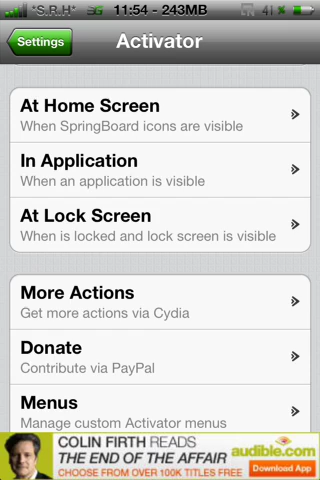 *S.R.H* 3G 11:54 - 243MB 41
Settings
Activator
At Home Screen
When SpringBoard icons are visible
In Application
When an application is visible
At Lock Screen
When is locked and lock screen is visible
More Actions
Get more actions via Cydia
Donate
Contribute via PayPal
Menus
Manage custom Activator menus
COLIN FIRTH READS
THE END OF THE AFFAIR
CHOOSE FROM OVER 100K TITLES FREE
audible.com
Download App